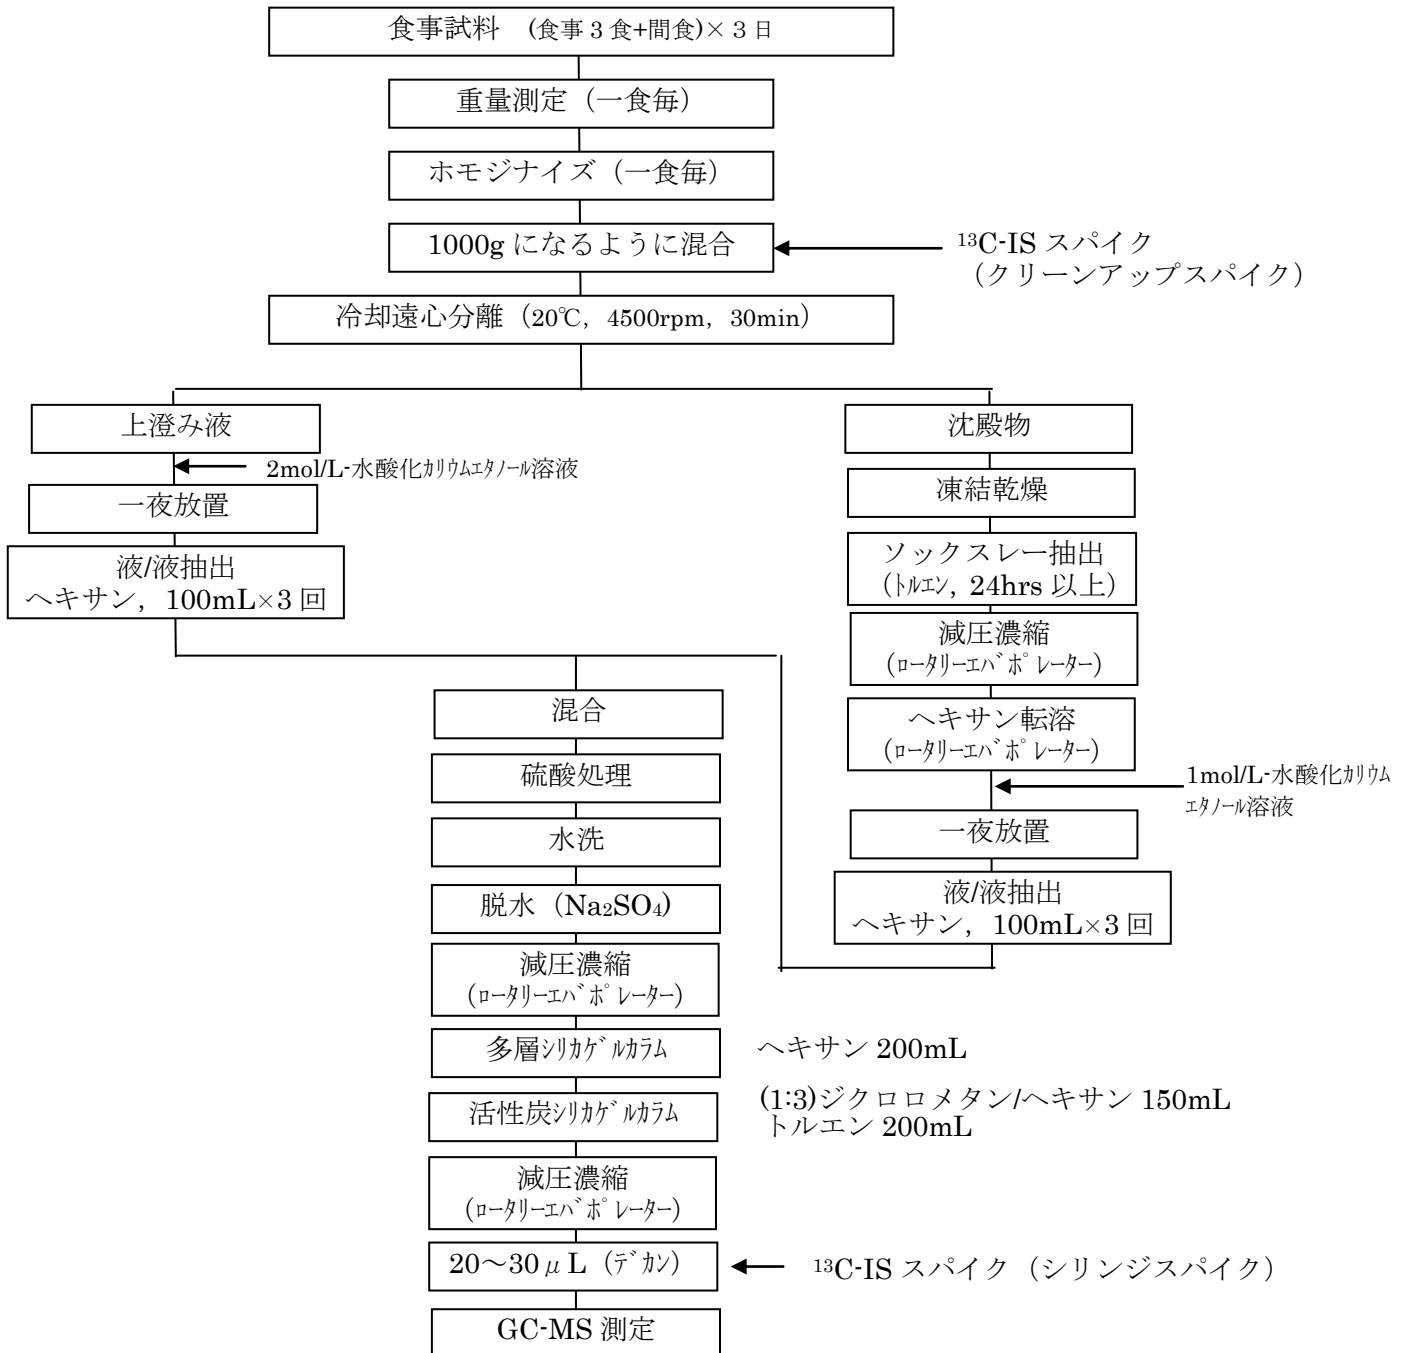 食事試料 (食事3食+間食)×3日
重量測定（一食毎）
ホモジナイズ（一食毎）
1000gになるように混合
¹³C-IS スパイク
（クリーンアップスパイク）
冷却遠心分離（20℃，4500rpm，30min）
上澄み液
2mol/L-水酸化ｶﾘｳﾑｴﾀﾉｰﾙ溶液
一夜放置
液/液抽出
ヘキサン，100mL×3回
沈殿物
凍結乾燥
ソックスレー抽出
（ﾄﾙｴﾝ，24hrs 以上）
減圧濃縮
（ﾛｰﾀﾘｰｴﾊﾞﾎﾟﾚｰﾀｰ）
ヘキサン転溶
（ﾛｰﾀﾘｰｴﾊﾞﾎﾟﾚｰﾀｰ）
1mol/L-水酸化ｶﾘｳﾑ
ｴﾀﾉｰﾙ溶液
一夜放置
液/液抽出
ヘキサン，100mL×3回
混合
硫酸処理
水洗
脱水（Na₂SO₄）
減圧濃縮
（ﾛｰﾀﾘｰｴﾊﾞﾎﾟﾚｰﾀｰ）
多層ｼﾘｶｹﾞﾙｶﾗﾑ
ヘキサン 200mL
活性炭ｼﾘｶｹﾞﾙｶﾗﾑ
(1:3)ジクロロメタン/ヘキサン 150mL
トルエン 200mL
減圧濃縮
（ﾛｰﾀﾘｰｴﾊﾞﾎﾟﾚｰﾀｰ）
20～30μL（ﾃﾞｶﾝ）
¹³C-IS スパイク（シリンジスパイク）
GC-MS 測定